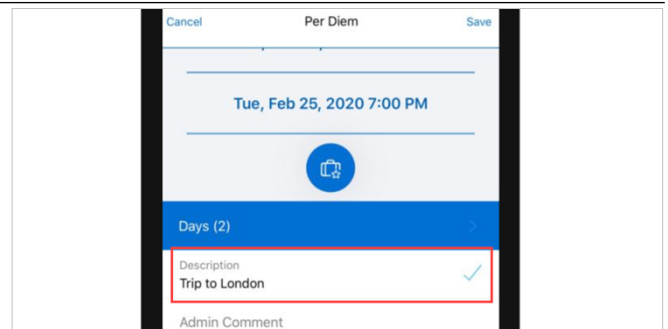 Cancel Per Diem Save
Tue, Feb 25, 2020 7:00 PM
Days (2)
Description
Trip to London
Admin Comment